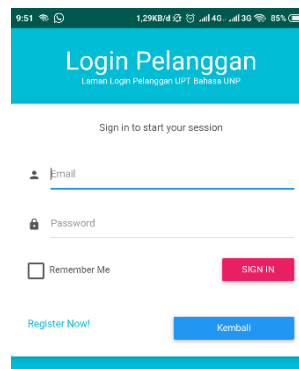 9:51 1,29KB/d 4G 3G 85%
Login Pelanggan
Laman Login Pelanggan UPT Bahasa UNP
Sign in to start your session
Email
Password
Remember Me
SIGN IN
Register Now!
Kembali